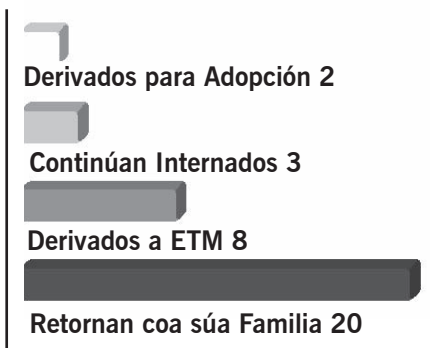 Derivados para Adopción 2
Continúan Internados 3
Derivados a ETM 8
Retornan coa súa Familia 20